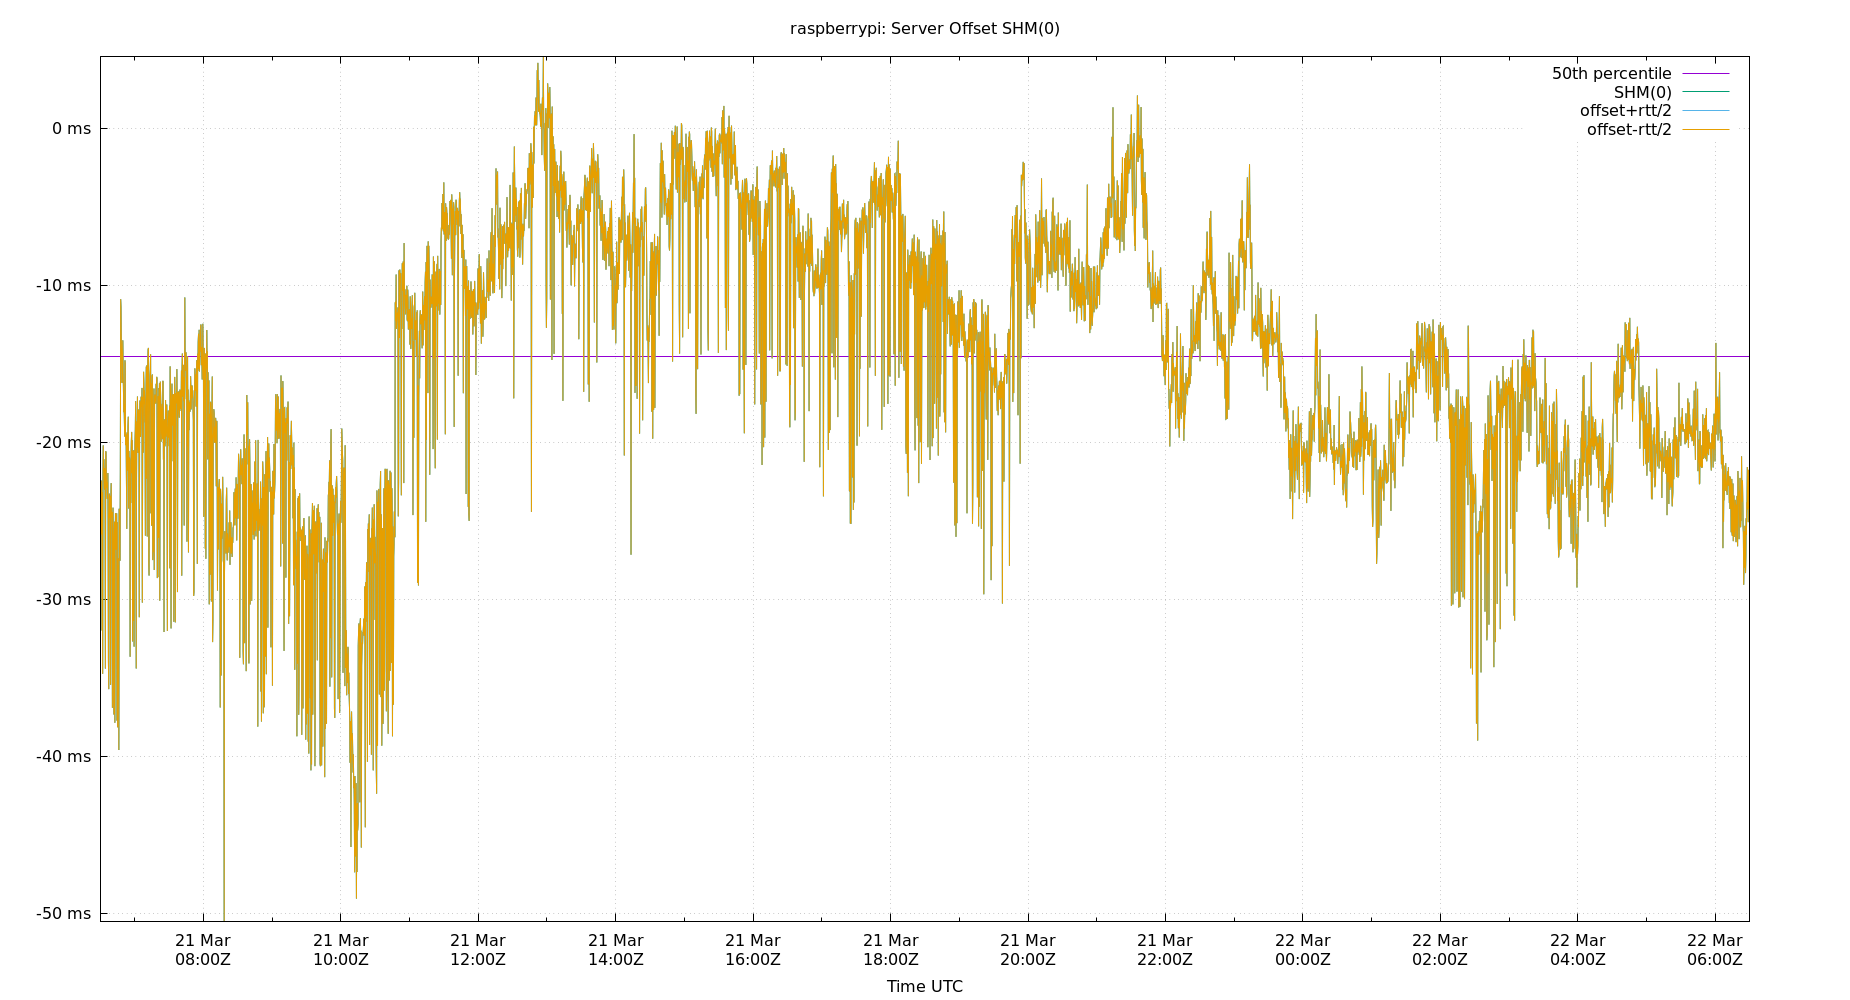 raspberrypi: Server Offset SHM(0)
50th percentile
SHM(0)
offset+rtt/2
offset-rtt/2
0 ms
-10 ms
-20 ms
-30 ms
-40 ms
-50 ms
21 Mar 21 Mar 21 Mar 21 Mar 21 Mar 21 Mar 21 Mar 21 Mar 22 Mar 22 Mar 22 Mar 22 Mar
08:00Z 10:00Z 12:00Z 14:00Z 16:00Z 18:00Z 20:00Z 22:00Z 00:00Z 02:00Z 04:00Z 06:00Z
Time UTC